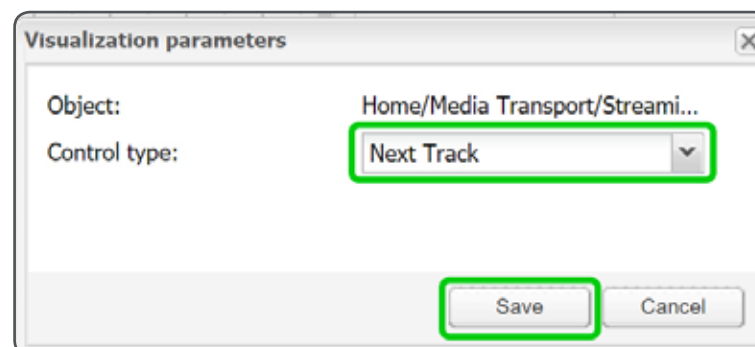 Visualization parameters
Object: Home/Media Transport/Streami...
Control type: Next Track
Save Cancel